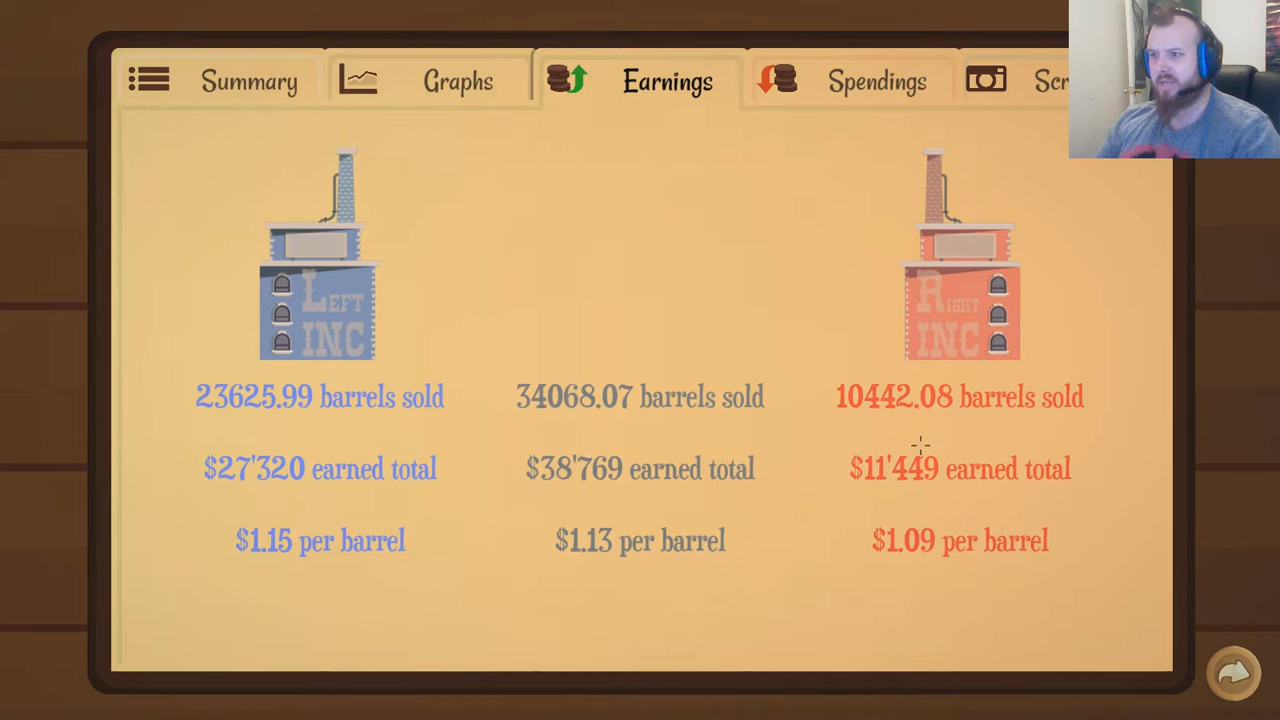 Summary
Graphs
Earnings
Spendings
Scr
LEFT
INC
RIGHT
INC
23625.99 barrels sold
34068.07 barrels sold
10442.08 barrels sold
$27'320 earned total
$38'769 earned total
$11'449 earned total
$1.15 per barrel
$1.13 per barrel
$1.09 per barrel